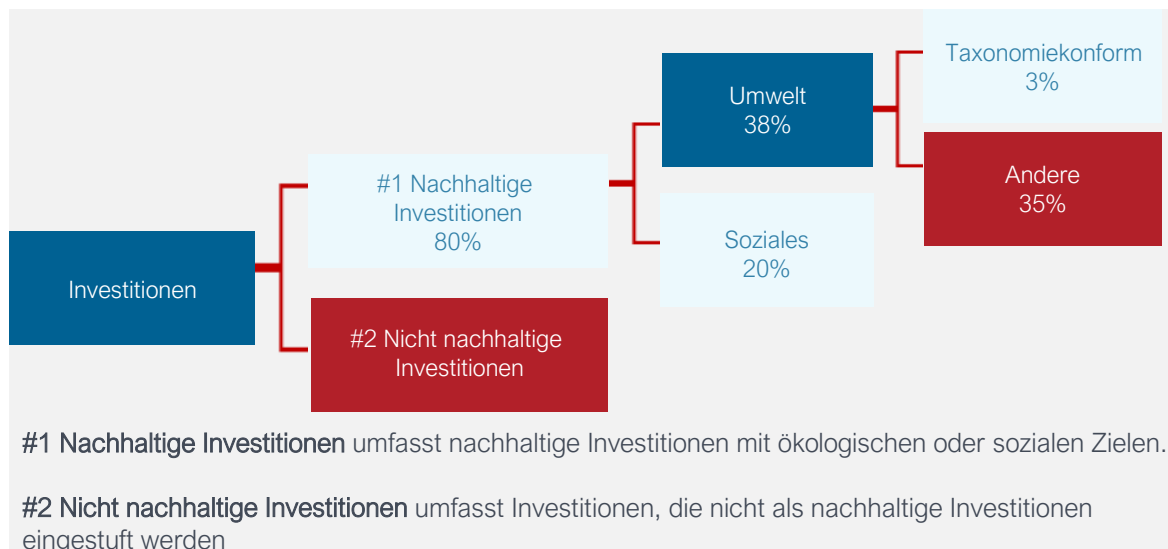 Investitionen
#1 Nachhaltige
Investitionen
80%
#2 Nicht nachhaltige
Investitionen
Umwelt
38%
Soziales
20%
Taxonomiekonform
3%
Andere
35%
#1 Nachhaltige Investitionen umfasst nachhaltige Investitionen mit ökologischen oder sozialen Zielen.
#2 Nicht nachhaltige Investitionen umfasst Investitionen, die nicht als nachhaltige Investitionen
eingestuft werden